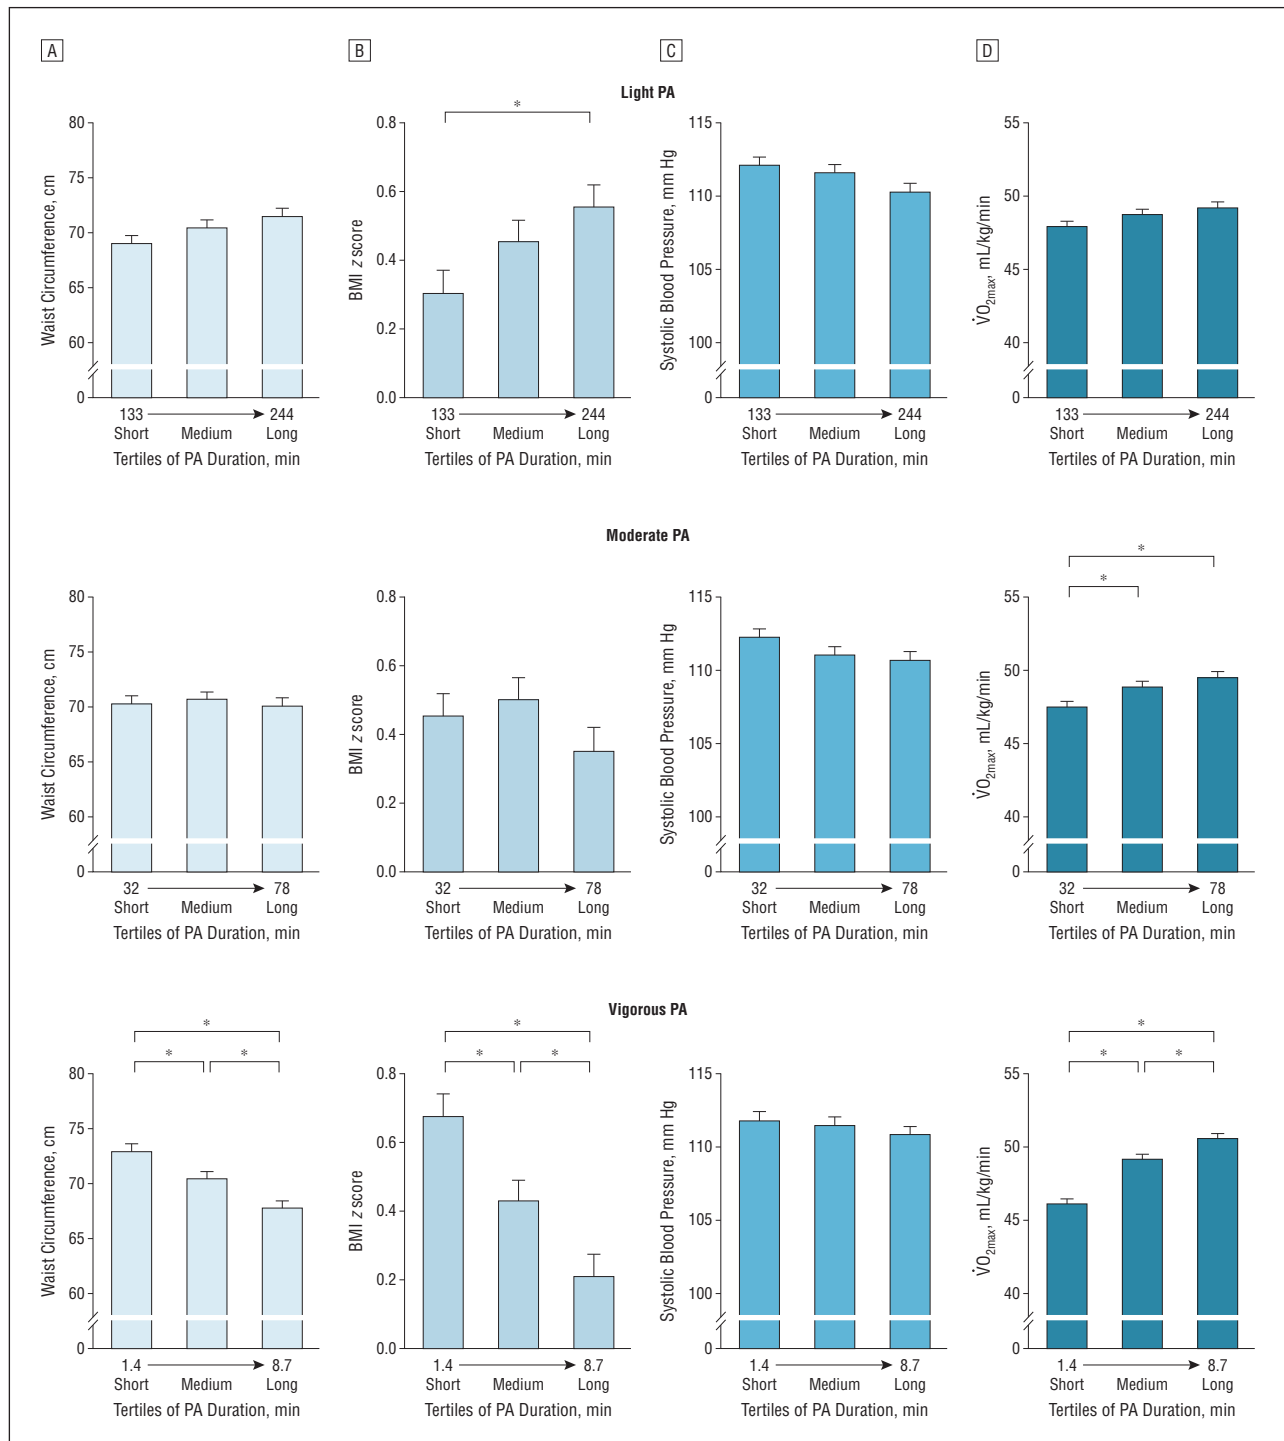 A
B
C
D
Light PA
*
80
75
70
65
60
0
Waist Circumference, cm
133
244
Short
Medium
Long
Tertiles of PA Duration, min
0.8
0.6
0.4
0.2
0.0
BMI z score
133
244
Short
Medium
Long
Tertiles of PA Duration, min
115
110
105
100
0
Systolic Blood Pressure, mm Hg
133
244
Short
Medium
Long
Tertiles of PA Duration, min
55
50
45
40
0
V̇O2max, mL/kg/min
133
244
Short
Medium
Long
Tertiles of PA Duration, min
Moderate PA
80
75
70
65
60
0
Waist Circumference, cm
32
78
Short
Medium
Long
Tertiles of PA Duration, min
0.8
0.6
0.4
0.2
0.0
BMI z score
32
78
Short
Medium
Long
Tertiles of PA Duration, min
115
110
105
100
0
Systolic Blood Pressure, mm Hg
32
78
Short
Medium
Long
Tertiles of PA Duration, min
*
*
55
50
45
40
0
V̇O2max, mL/kg/min
32
78
Short
Medium
Long
Tertiles of PA Duration, min
Vigorous PA
*
* *
80
75
70
65
60
0
Waist Circumference, cm
1.4
8.7
Short
Medium
Long
Tertiles of PA Duration, min
*
* *
0.8
0.6
0.4
0.2
0.0
BMI z score
1.4
8.7
Short
Medium
Long
Tertiles of PA Duration, min
115
110
105
100
0
Systolic Blood Pressure, mm Hg
1.4
8.7
Short
Medium
Long
Tertiles of PA Duration, min
*
* *
55
50
45
40
0
V̇O2max, mL/kg/min
1.4
8.7
Short
Medium
Long
Tertiles of PA Duration, min